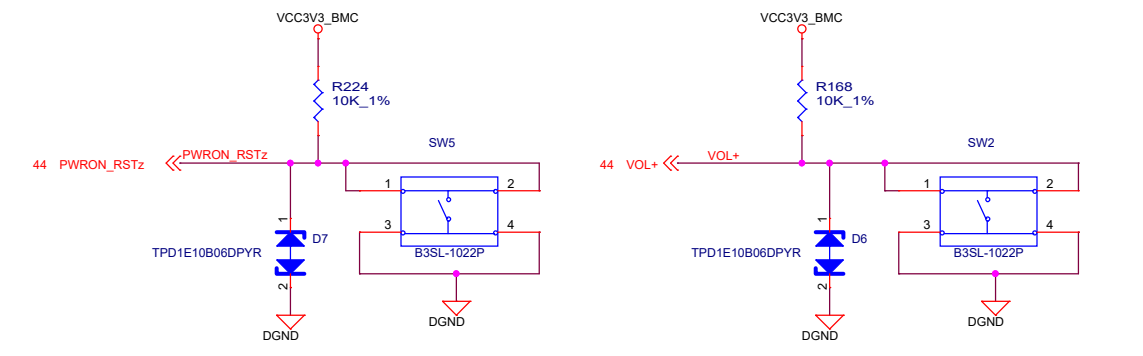 VCC3V3_BMC
R224
10K_1%
SW5
44 PWRON_RSTz
PWRON_RSTz
1
2
3
4
B3SL-1022P
1
D7
TPD1E10B06DPYR
2
DGND
DGND
VCC3V3_BMC
R168
10K_1%
SW2
44 VOL+
VOL+
1
2
3
4
B3SL-1022P
1
D6
TPD1E10B06DPYR
2
DGND
DGND